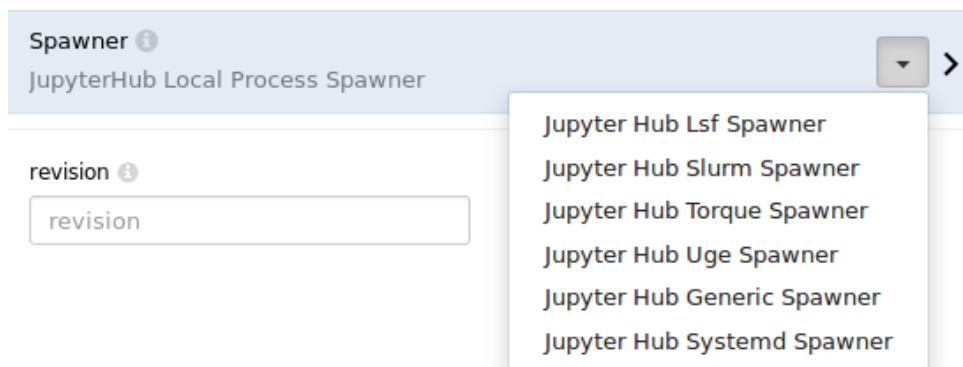 Spawner
JupyterHub Local Process Spawner
Jupyter Hub Lsf Spawner
Jupyter Hub Slurm Spawner
Jupyter Hub Torque Spawner
Jupyter Hub Uge Spawner
Jupyter Hub Generic Spawner
Jupyter Hub Systemd Spawner
revision
revision